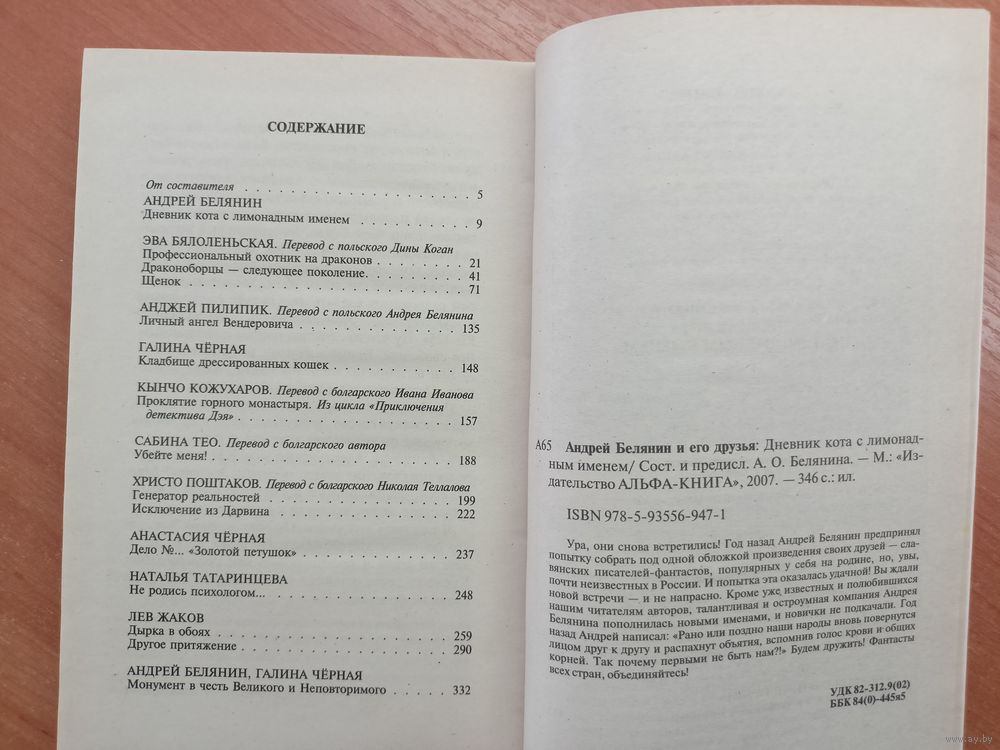 СОДЕРЖАНИЕ
От составителя . . . . . . . . . . . . . . . . . . . . 5
АНДРЕЙ БЕЛЯНИН
Дневник кота с лимонадным именем . . . . . . . . . 9
ЭВА БЯЛОЛЕНЬСКАЯ. Перевод с польского Дины Коган
Профессиональный охотник на драконов . . . . . . . . 21
Драконоборцы — следующее поколение. . . . . . . . . 41
Щенок . . . . . . . . . . . . . . . . . . . . . . . 71
АНДЖЕЙ ПИЛИПИК. Перевод с польского Андрея Белянина
Личный ангел Вендеровича . . . . . . . . . . . . . 135
ГАЛИНА ЧЁРНАЯ
Кладбище дрессированных кошек . . . . . . . . . . . 148
КЫНЧО КОЖУХАРОВ. Перевод с болгарского Ивана Иванова
Проклятие горного монастыря. Из цикла «Приключения
детектива Дэя» . . . . . . . . . . . . . . . . . . 157
САБИНА ТЕО. Перевод с болгарского автора
Убейте меня! . . . . . . . . . . . . . . . . . . . 188
ХРИСТО ПОШТАКОВ. Перевод с болгарского Николая Теллалова
Генератор реальностей . . . . . . . . . . . . . . . 199
Исключение из Дарвина . . . . . . . . . . . . . . . 222
АНАСТАСИЯ ЧЁРНАЯ
Дело №... «Золотой петушок» . . . . . . . . . . . . 237
НАТАЛЬЯ ТАТАРИНЦЕВА
Не родись психологом... . . . . . . . . . . . . . . 248
ЛЕВ ЖАКОВ
Дырка в обоях . . . . . . . . . . . . . . . . . . . 259
Другое притяжение . . . . . . . . . . . . . . . . . 290
АНДРЕЙ БЕЛЯНИН, ГАЛИНА ЧЁРНАЯ
Монумент в честь Великого и Неповторимого . . . . . 332
А65 Андрей Белянин и его друзья: Дневник кота с лимонад-
ным именем/ Сост. и предисл. А. О. Белянина. — М.: «Из-
дательство АЛЬФА-КНИГА», 2007. — 346 с.: ил.
ISBN 978-5-93556-947-1
Ура, они снова встретились! Год назад Андрей Белянин предпринял
попытку собрать под одной обложкой произведения своих друзей — сла-
вянских писателей-фантастов, популярных у себя на родине, но, увы,
почти неизвестных в России. И попытка эта оказалась удачной! Вы ждали
новой встречи — и не напрасно. Кроме уже известных и полюбившихся
нашим читателям авторов, талантливая и остроумная компания Андрея
Белянина пополнилась новыми именами, и новички не подкачали. Год
назад Андрей написал: «Рано или поздно наши народы вновь повернутся
лицом друг к другу и распахнут объятия, вспомнив голос крови и общих
корней. Так почему первыми не быть нам?!» Будем дружить! Фантасты
всех стран, объединяйтесь!
УДК 82-312.9(02)
ББК 84(0)-445я5
www.ay.by